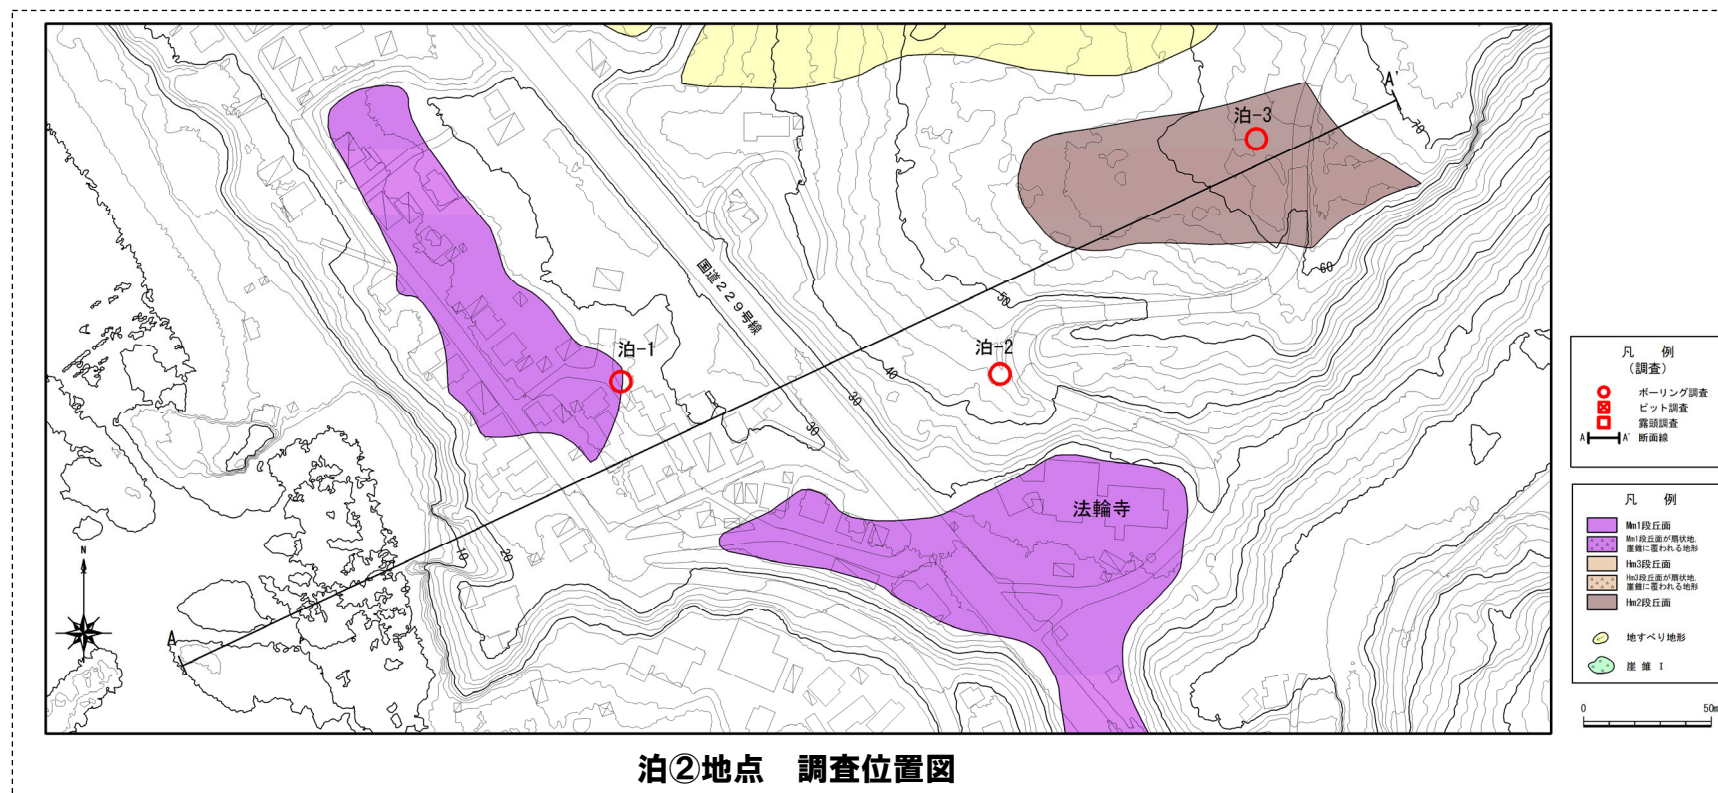 A'
70
泊-3
60
50
国道229号線
泊-1
泊-2
40
30
30
法輪寺
10
20
N
A
凡 例
(調査)
ボーリング調査
ピット調査
露頭調査
A A' 断面線
凡 例
Mm1段丘面
Mm1段丘面が扇状地、
崖錐に覆われる地形
Hm3段丘面
Hm3段丘面が扇状地、
崖錐に覆われる地形
Hm2段丘面
地すべり地形
崖錐 I
0 50m
泊②地点 調査位置図